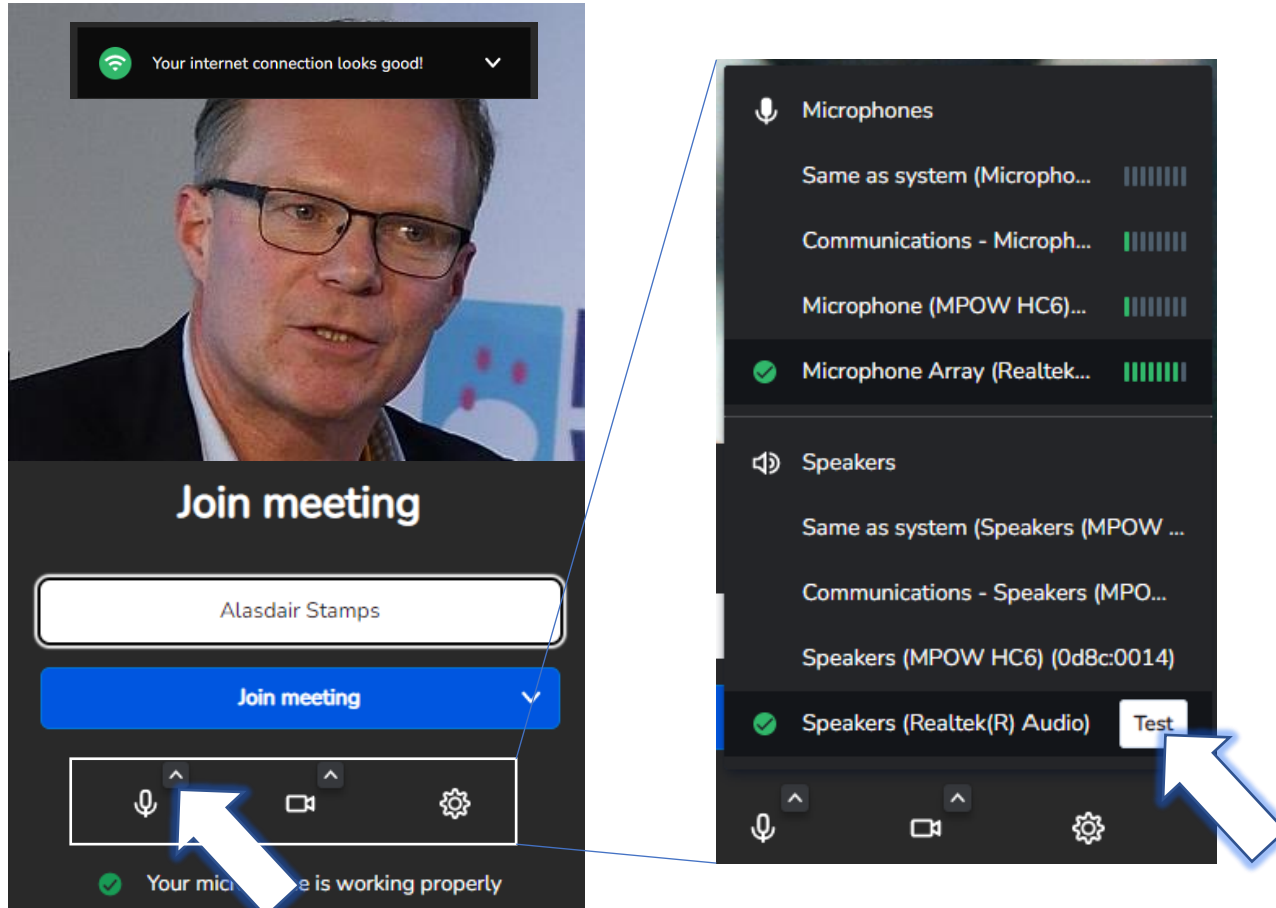 Your internet connection looks good!
Join meeting
Alasdair Stamps
Join meeting
Your mic e is working properly
Microphones
Same as system (Micropho...
Communications - Microph...
Microphone (MPOW HC6)...
Microphone Array (Realtek...
Speakers
Same as system (Speakers (MPOW ...
Communications - Speakers (MPO...
Speakers (MPOW HC6) (0d8c:0014)
Speakers (Realtek(R) Audio) Test